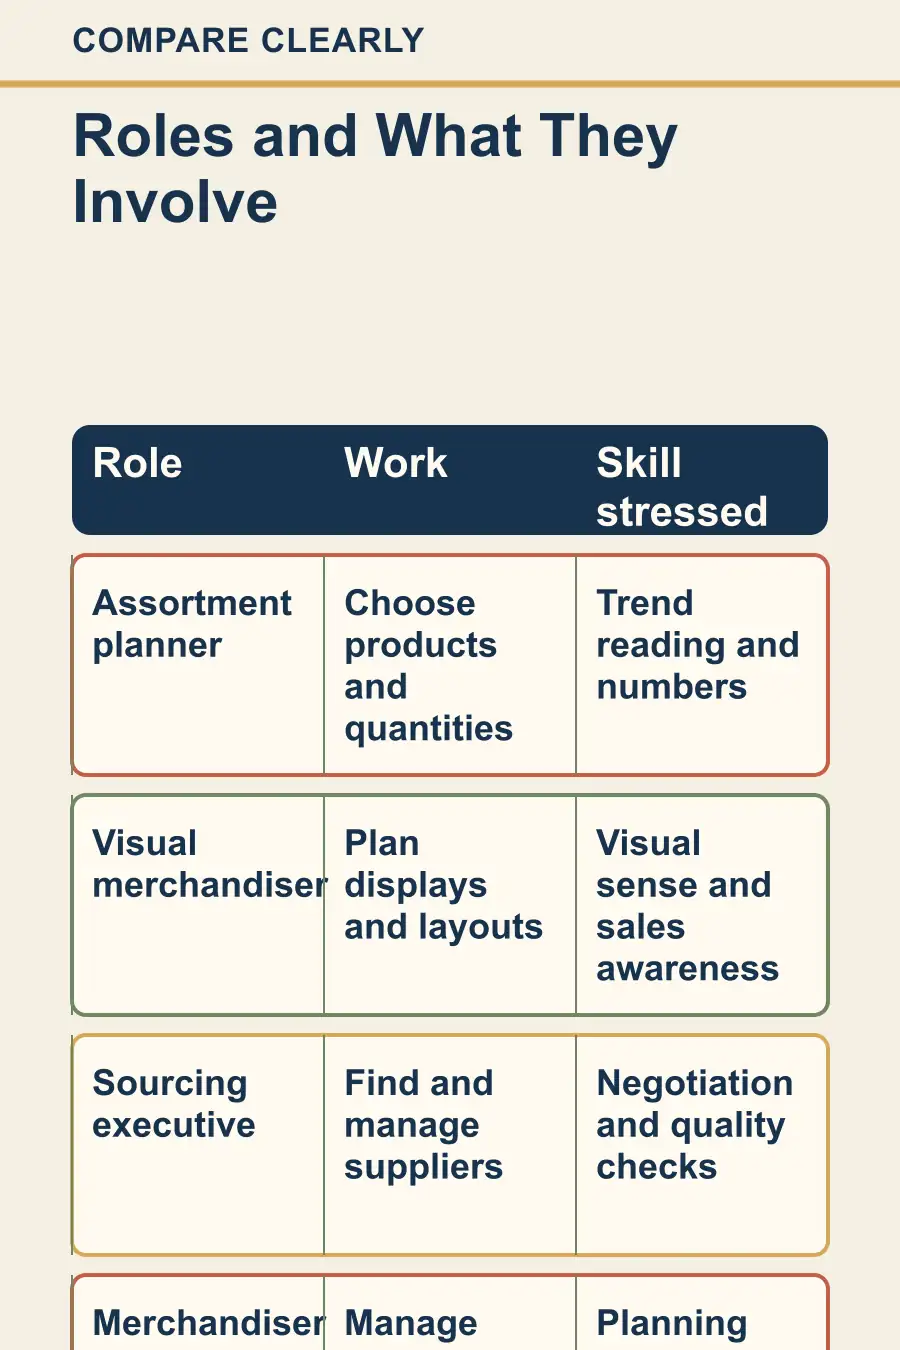 COMPARE CLEARLY
Roles and What They
Involve
Role
Work
Skill
stressed
Assortment
planner
Choose
products
and
quantities
Trend
reading and
numbers
Visual
merchandiser
Plan
displays
and layouts
Visual
sense and
sales
awareness
Sourcing
executive
Find and
manage
suppliers
Negotiation
and quality
checks
Merchandiser
Manage
Planning